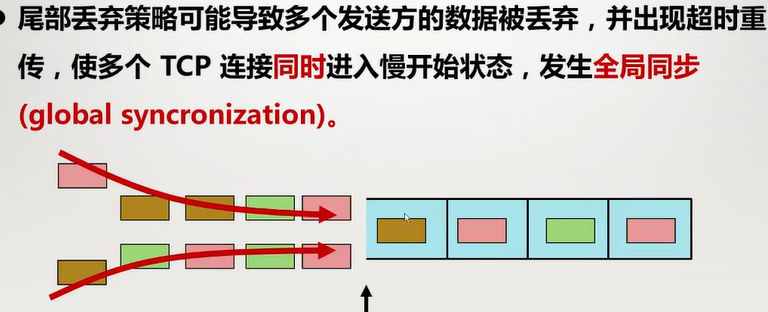 尾部丢弃策略可能导致多个发送方的数据被丢弃，并出现超时重
传，使多个 TCP 连接同时进入慢开始状态，发生全局同步
(global syncronization)。